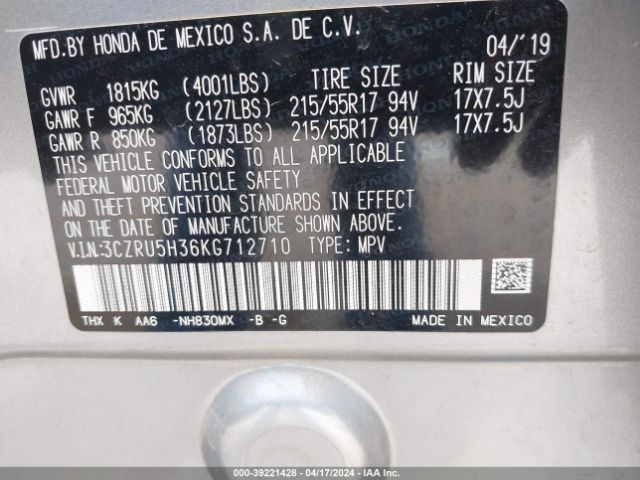 MFD.BY HONDA DE MEXICO S.A. DE C.V. 04/'19
GVWR 1815KG (4001LBS) TIRE SIZE RIM SIZE
GAWR F 965KG (2127LBS) 215/55R17 94V 17X7.5J
GAWR R 850KG (1873LBS) 215/55R17 94V 17X7.5J
THIS VEHICLE CONFORMS TO ALL APPLICABLE
FEDERAL MOTOR VEHICLE SAFETY
AND THEFT PREVENTION STANDARDS IN EFFECT
ON THE DATE OF MANUFACTURE SHOWN ABOVE.
V.I.N:3CZRU5H36KG712710 TYPE: MPV
THX K AA6 -NH830MX -B -G MADE IN MEXICO
000-39221428 - 04/17/2024 - IAA Inc.